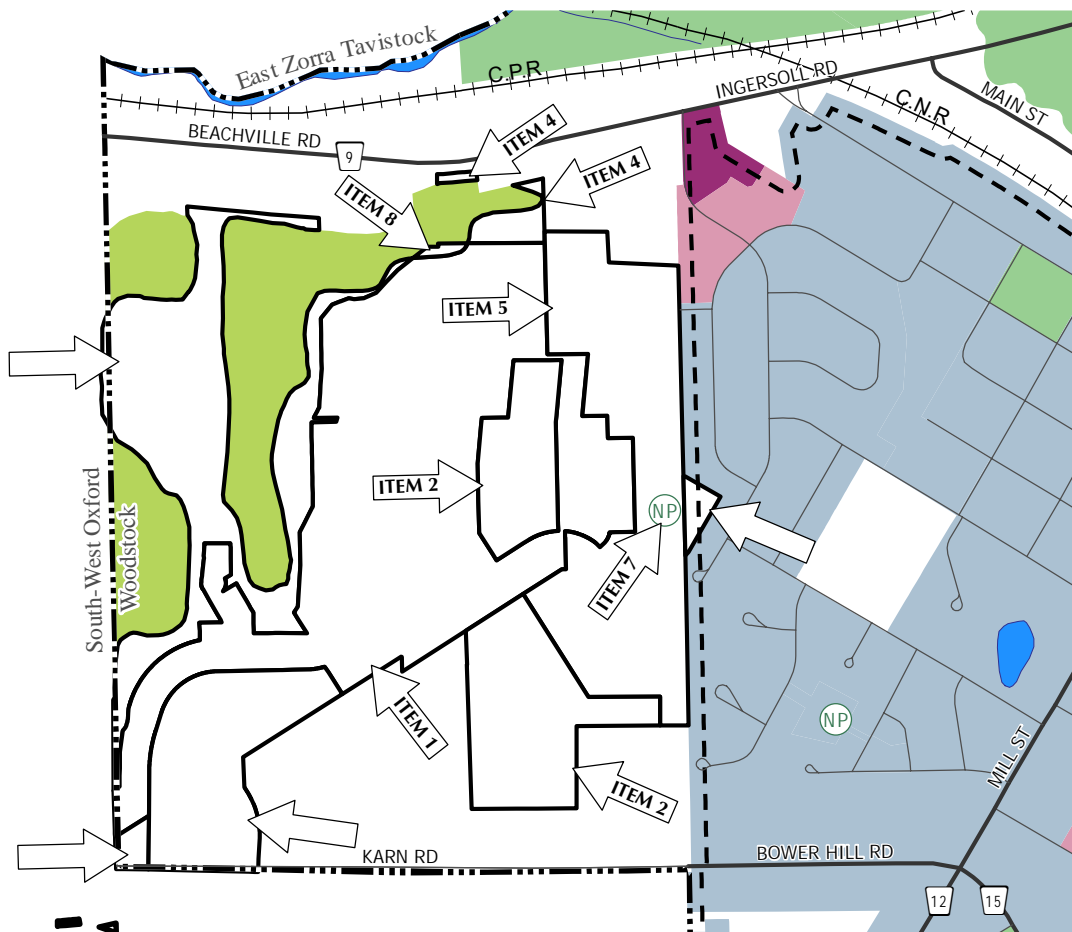 East Zorra Tavistock
C.P.R
INGERSOLL RD
MAIN ST
C.N.R
BEACHVILLE RD
9
ITEM 4
ITEM 4
ITEM 8
ITEM 5
ITEM 2
South-West Oxford
Woodstock
NP
ITEM 7
ITEM 1
NP
ITEM 2
MILL ST
KARN RD
BOWER HILL RD
12
15